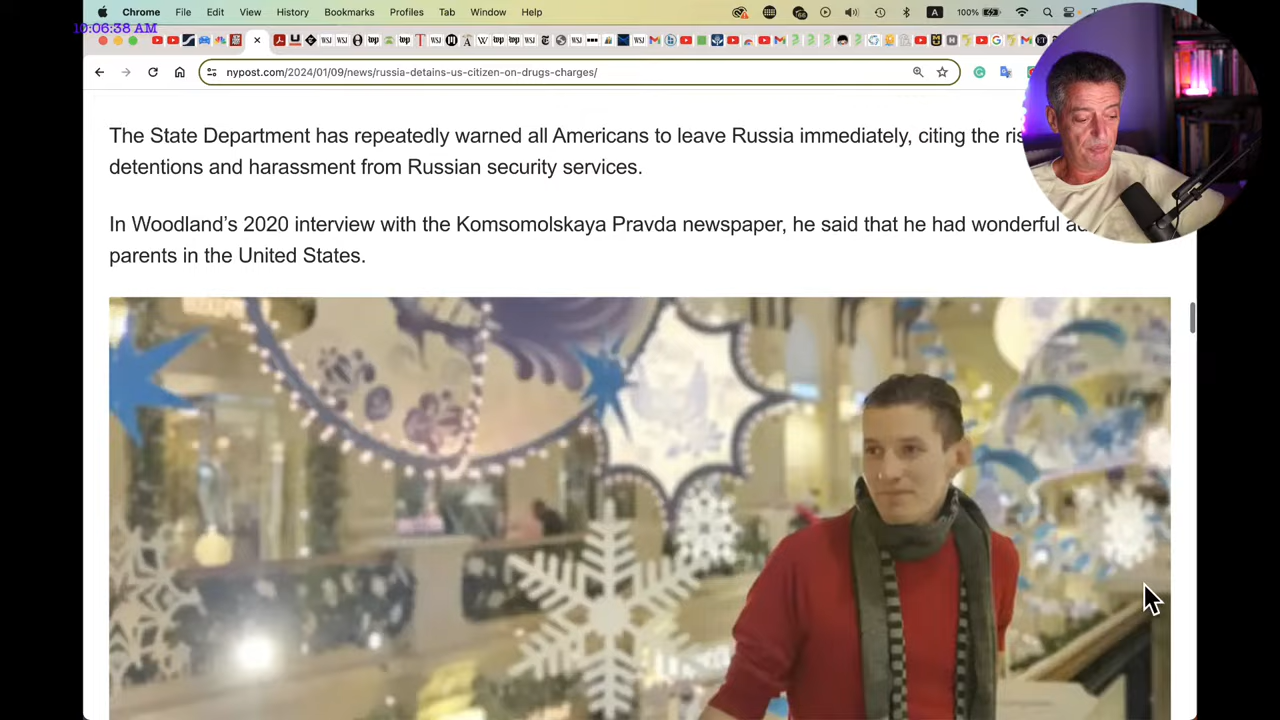 Chrome File Edit View History Bookmarks Profiles Tab Window Help A 100%
10:06:38 AM
nypost.com/2024/01/09/news/russia-detains-us-citizen-on-drugs-charges/
The State Department has repeatedly warned all Americans to leave Russia immediately, citing the
detentions and harassment from Russian security services.
In Woodland’s 2020 interview with the Komsomolskaya Pravda newspaper, he said that he had wonderful
parents in the United States.